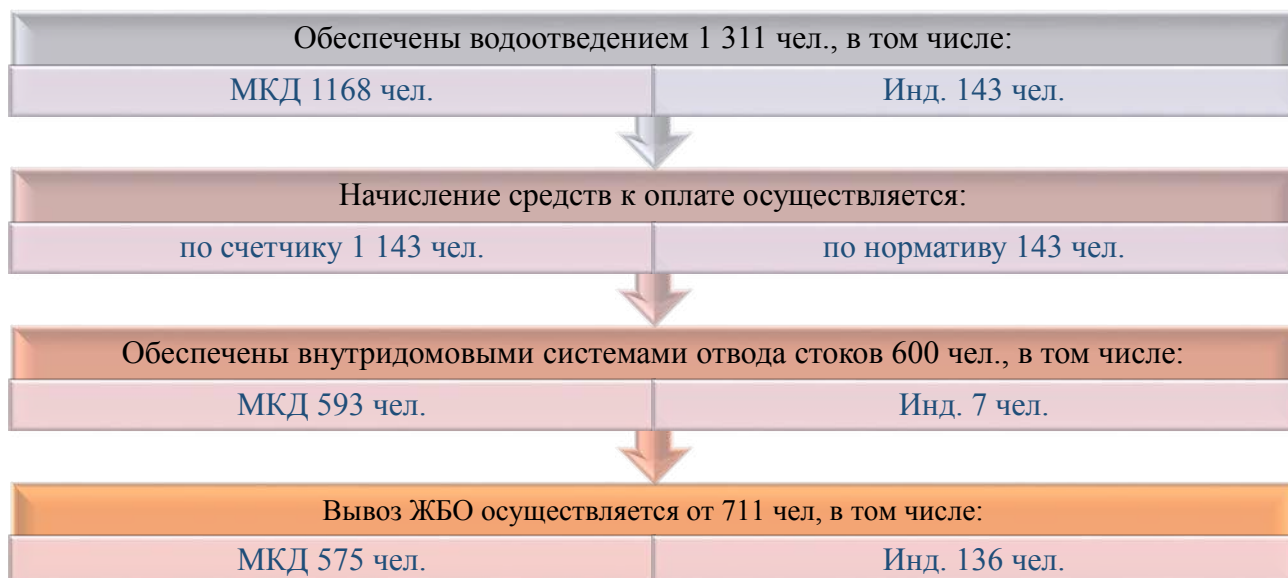 Обеспечены водоотведением 1 311 чел., в том числе:
МКД 1168 чел.
Инд. 143 чел.
Начисление средств к оплате осуществляется:
по счетчику 1 143 чел.
по нормативу 143 чел.
Обеспечены внутридомовыми системами отвода стоков 600 чел., в том числе:
МКД 593 чел.
Инд. 7 чел.
Вывоз ЖБО осуществляется от 711 чел, в том числе:
МКД 575 чел.
Инд. 136 чел.